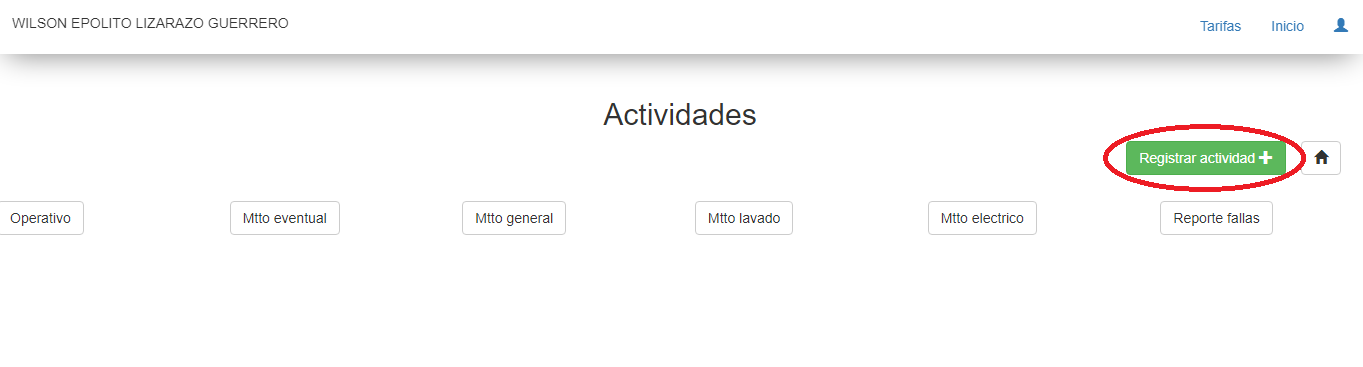 WILSON EPOLITO LIZARAZO GUERRERO
Tarifas Inicio
Actividades
Registrar actividad
Operativo Mtto eventual Mtto general Mtto lavado Mtto electrico Reporte fallas